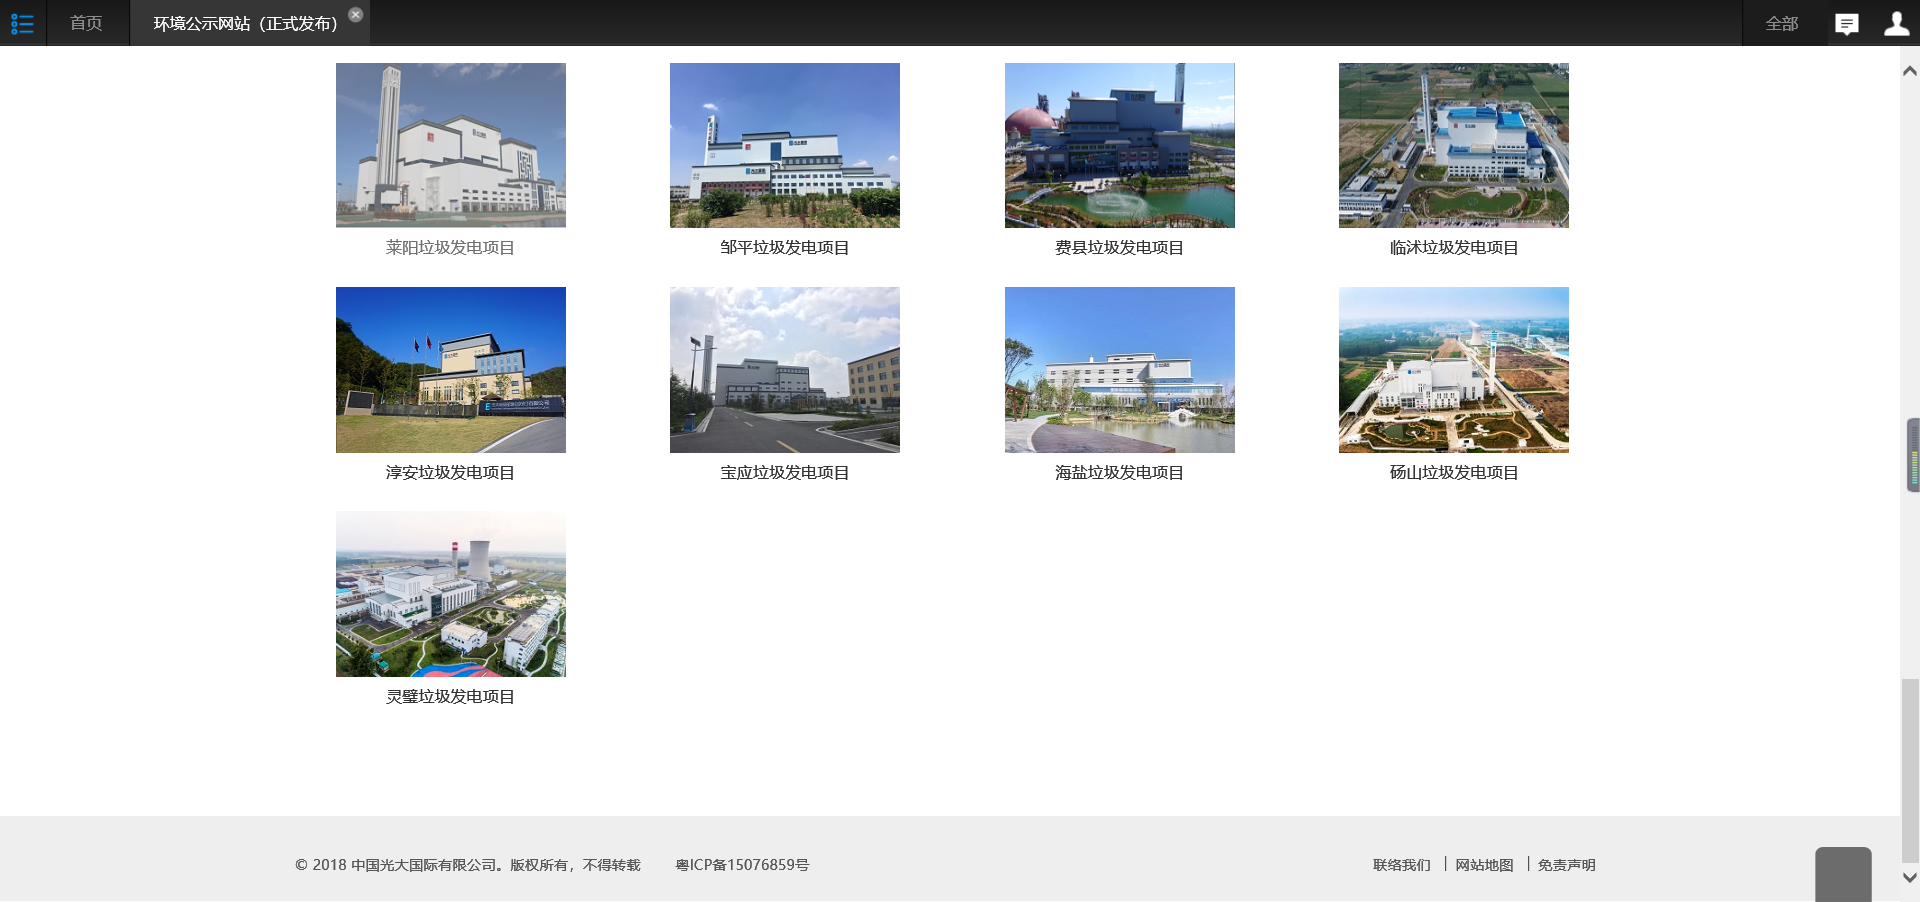 首页
环境公示网站（正式发布）
全部
莱阳垃圾发电项目
邹平垃圾发电项目
费县垃圾发电项目
临沭垃圾发电项目
淳安垃圾发电项目
宝应垃圾发电项目
海盐垃圾发电项目
砀山垃圾发电项目
灵璧垃圾发电项目
© 2018 中国光大国际有限公司。版权所有，不得转载 粤ICP备15076859号
联络我们 | 网站地图 | 免责声明